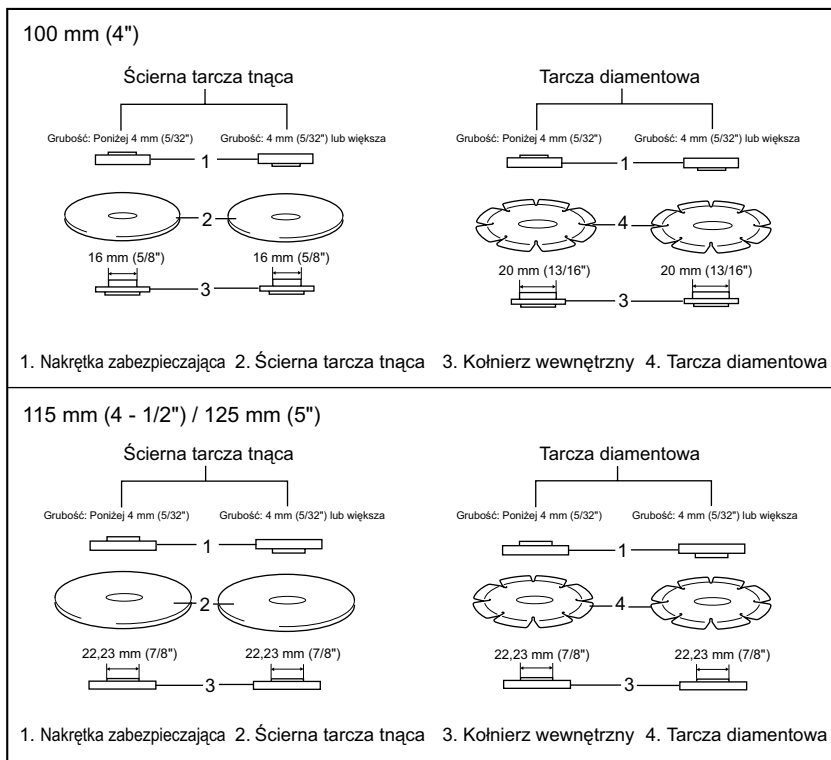 100 mm (4")
Ścierna tarcza tnąca
Tarcza diamentowa
Grubość: Poniżej 4 mm (5/32")
Grubość: 4 mm (5/32") lub większa
Grubość: Poniżej 4 mm (5/32")
Grubość: 4 mm (5/32") lub większa
1
1
2
4
16 mm (5/8")
16 mm (5/8")
20 mm (13/16")
20 mm (13/16")
3
3
1. Nakrętka zabezpieczająca 2. Ścierna tarcza tnąca 3. Kołnierz wewnętrzny 4. Tarcza diamentowa
115 mm (4 - 1/2") / 125 mm (5")
Ścierna tarcza tnąca
Tarcza diamentowa
Grubość: Poniżej 4 mm (5/32")
Grubość: 4 mm (5/32") lub większa
Grubość: Poniżej 4 mm (5/32")
Grubość: 4 mm (5/32") lub większa
1
1
2
4
22,23 mm (7/8")
22,23 mm (7/8")
22,23 mm (7/8")
22,23 mm (7/8")
3
3
1. Nakrętka zabezpieczająca 2. Ścierna tarcza tnąca 3. Kołnierz wewnętrzny 4. Tarcza diamentowa